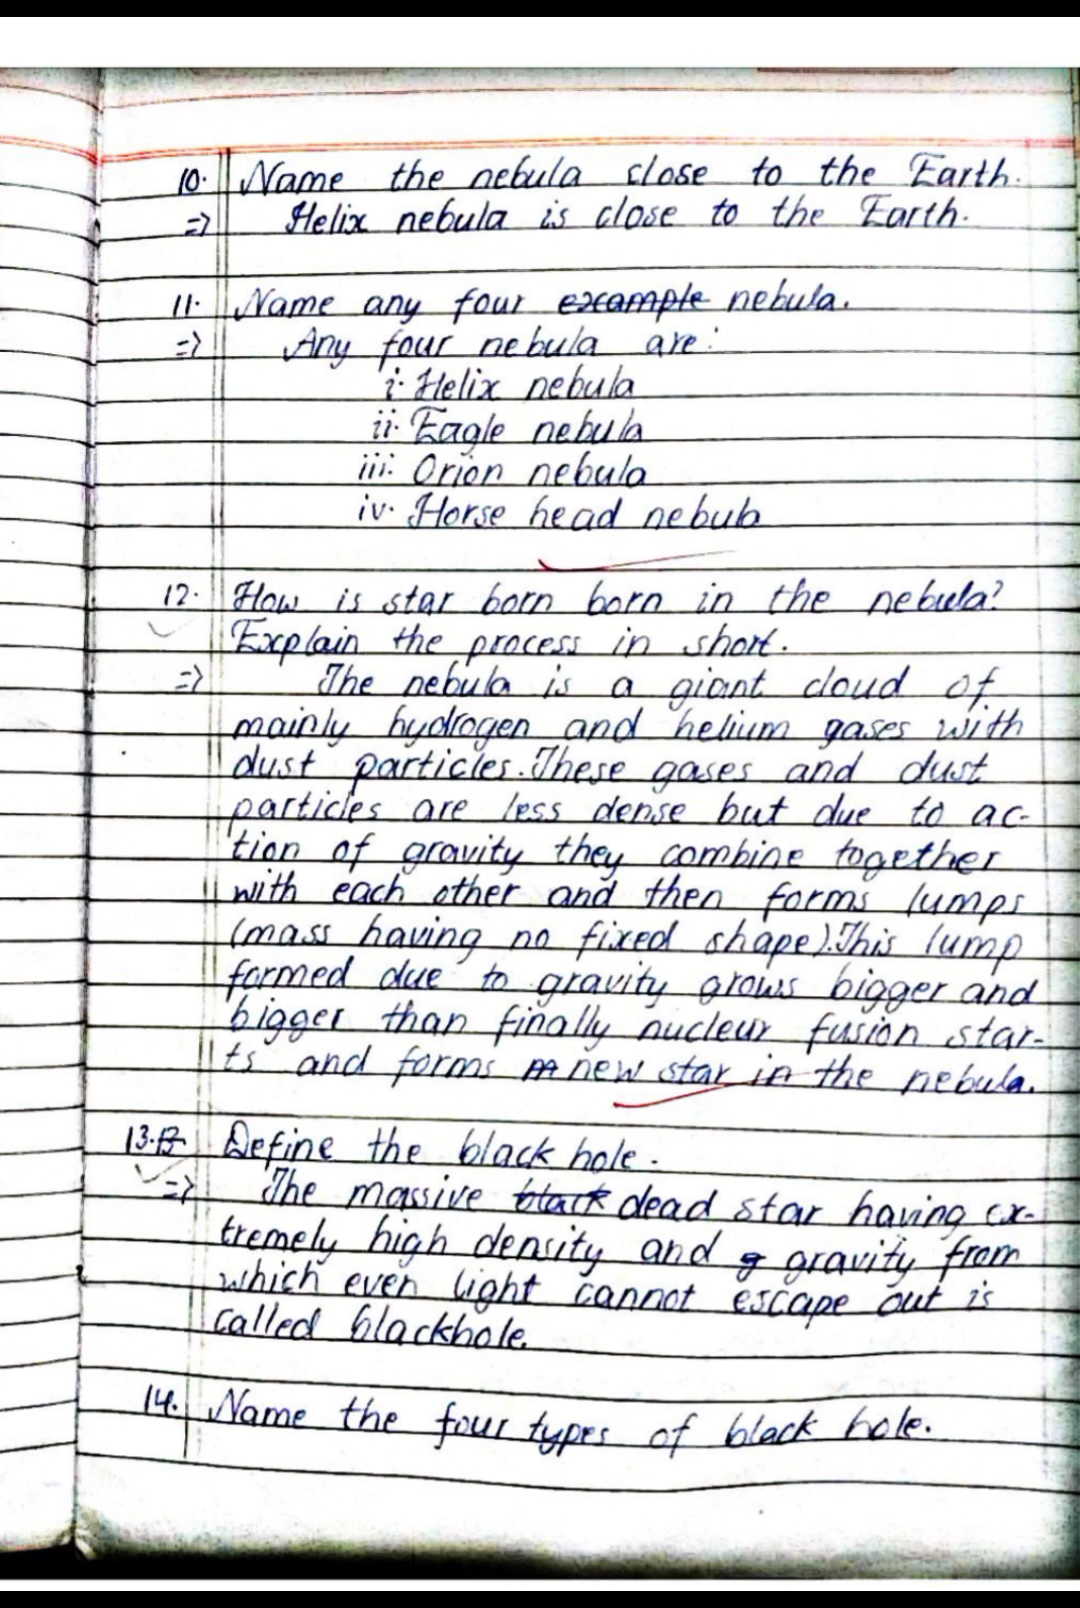 10. Name the nebula close to the Earth.
=> Helix nebula is close to the Earth.
11. Name any four example nebula.
=> Any four nebula are:
i. Helix nebula
ii. Eagle nebula
iii. Orion nebula
iv. Horse head nebula
12. How is star born born in the nebula?
Explain the process in short.
=> The nebula is a giant cloud of
mainly hydrogen and helium gases with
dust particles. These gases and dust
particles are less dense but due to ac-
tion of gravity they combine together
with each other and then forms lumps
(mass having no fixed shape). This lump
formed due to gravity grows bigger and
bigger than finally nucleur fusion star-
ts and forms new star in the nebula.
13. Define the black hole.
=> The massive black dead star having ex-
tremely high density and g gravity from
which even light cannot escape out is
called blackhole.
14. Name the four types of black hole.